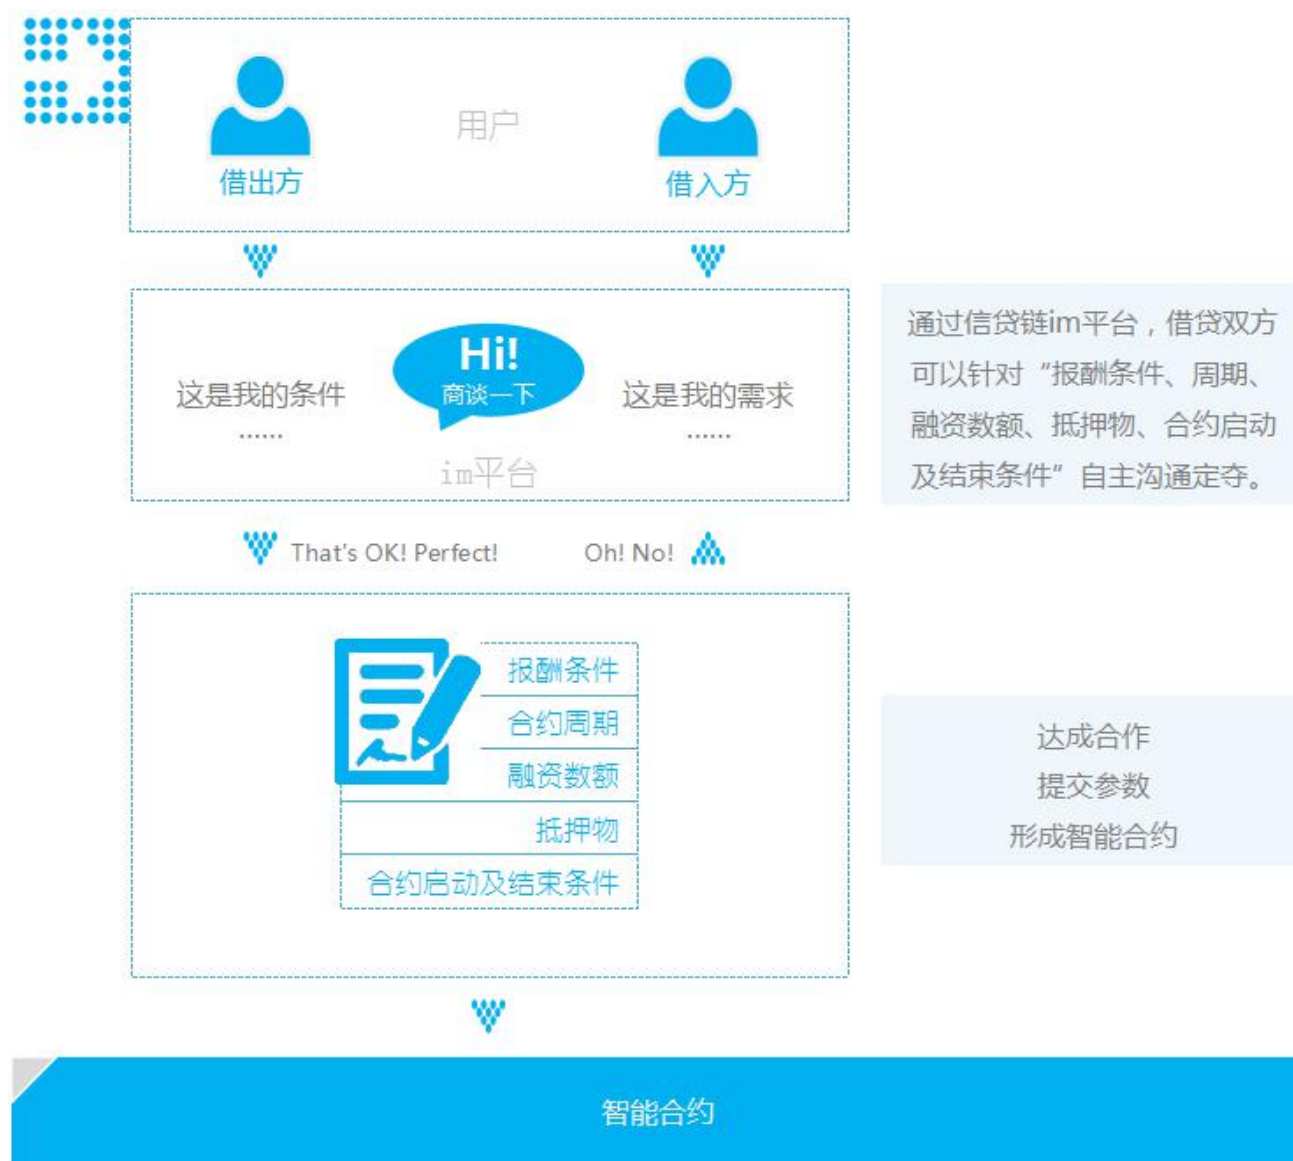 用户
借出方
借入方
Hi!
商谈一下
这是我的条件
......
这是我的需求
......
im平台
通过信贷链im平台，借贷双方
可以针对“报酬条件、周期、
融资数额、抵押物、合约启动
及结束条件”自主沟通定夺。
That's OK! Perfect!
Oh! No!
报酬条件
合约周期
融资数额
抵押物
合约启动及结束条件
达成合作
提交参数
形成智能合约
智能合约